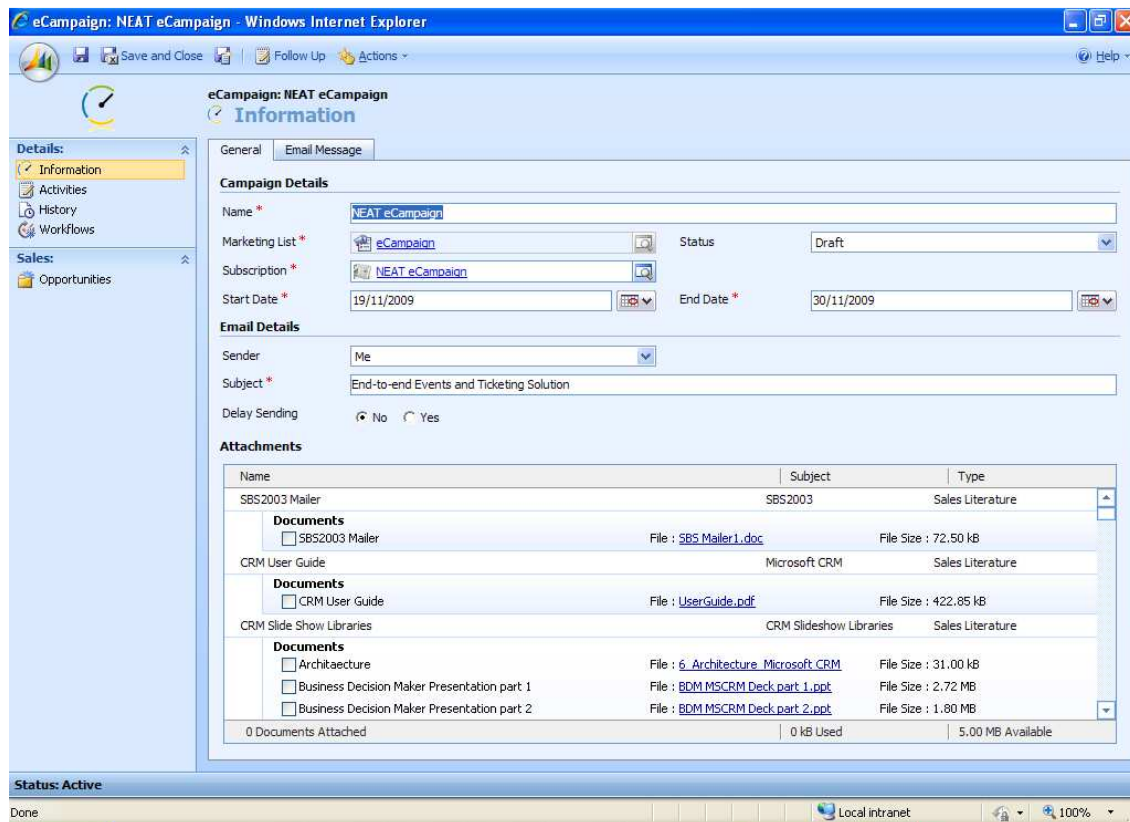 eCampaign: NEAT eCampaign - Windows Internet Explorer
Save and Close Follow Up Actions Help
eCampaign: NEAT eCampaign
Information
Details:
Information
Activities
History
Workflows
Sales:
Opportunities
General Email Message
Campaign Details
Name * NEAT eCampaign
Marketing List * eCampaign Status Draft
Subscription * NEAT eCampaign
Start Date * 19/11/2009 End Date * 30/11/2009
Email Details
Sender Me
Subject * End-to-end Events and Ticketing Solution
Delay Sending No Yes
Attachments
Name Subject Type
SBS2003 Mailer SBS2003 Sales Literature
Documents
SBS2003 Mailer File : SBS Mailer1.doc File Size : 72.50 kB
CRM User Guide Microsoft CRM Sales Literature
Documents
CRM User Guide File : UserGuide.pdf File Size : 422.85 kB
CRM Slide Show Libraries CRM Slideshow Libraries Sales Literature
Documents
Architaecture File : 6_Architecture_Microsoft CRM File Size : 31.00 kB
Business Decision Maker Presentation part 1 File : BDM MSCRM Deck part 1.ppt File Size : 2.72 MB
Business Decision Maker Presentation part 2 File : BDM MSCRM Deck part 2.ppt File Size : 1.80 MB
0 Documents Attached 0 kB Used 5.00 MB Available
Status: Active
Done Local intranet 100%